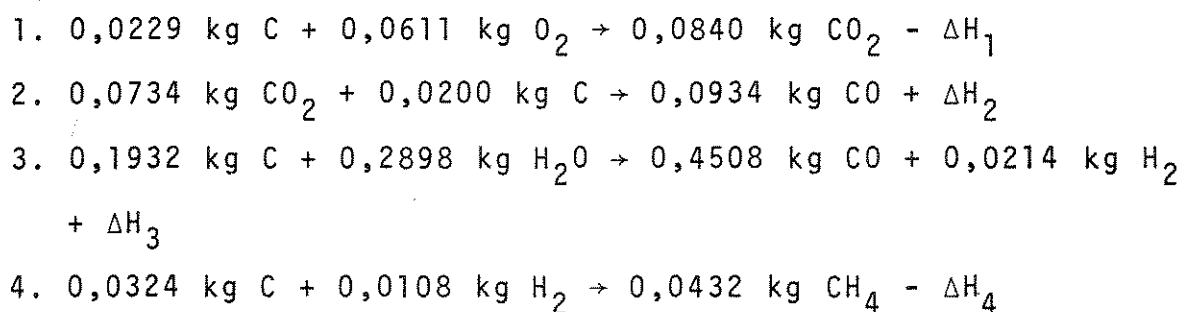 1. 0,0229 kg C + 0,0611 kg O₂ → 0,0840 kg CO₂ - ΔH₁
2. 0,0734 kg CO₂ + 0,0200 kg C → 0,0934 kg CO + ΔH₂
3. 0,1932 kg C + 0,2898 kg H₂O → 0,4508 kg CO + 0,0214 kg H₂
+ ΔH₃
4. 0,0324 kg C + 0,0108 kg H₂ → 0,0432 kg CH₄ - ΔH₄